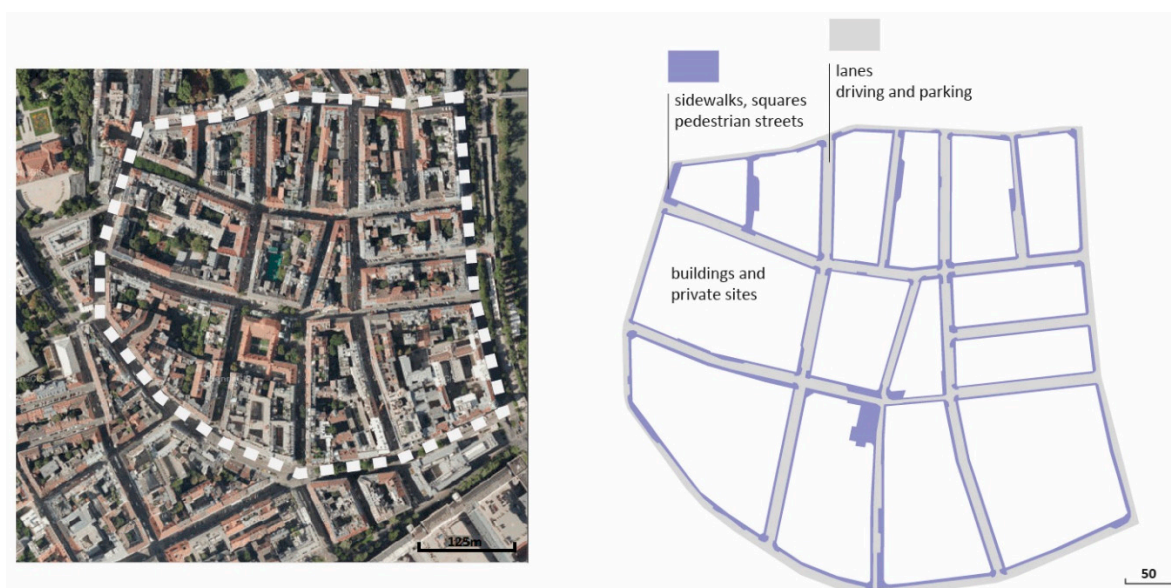 lanes
driving and parking
sidewalks, squares
pedestrian streets
buildings and
private sites
125m
50